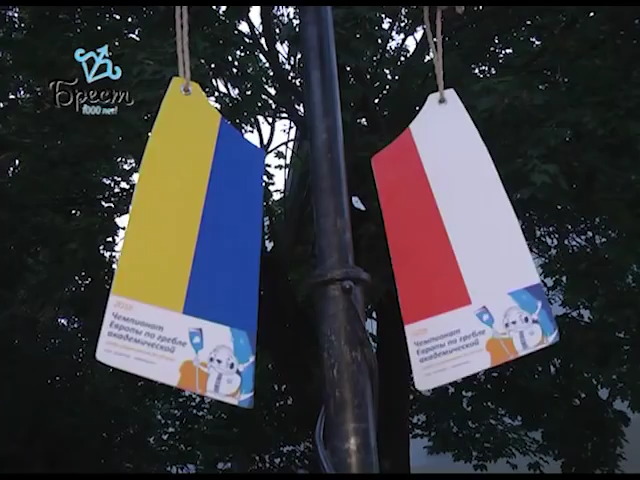 Брест
1000 лет!
Чемпионат
Европы по гребле
академической
Чемпионат
Европы по гребле
академической